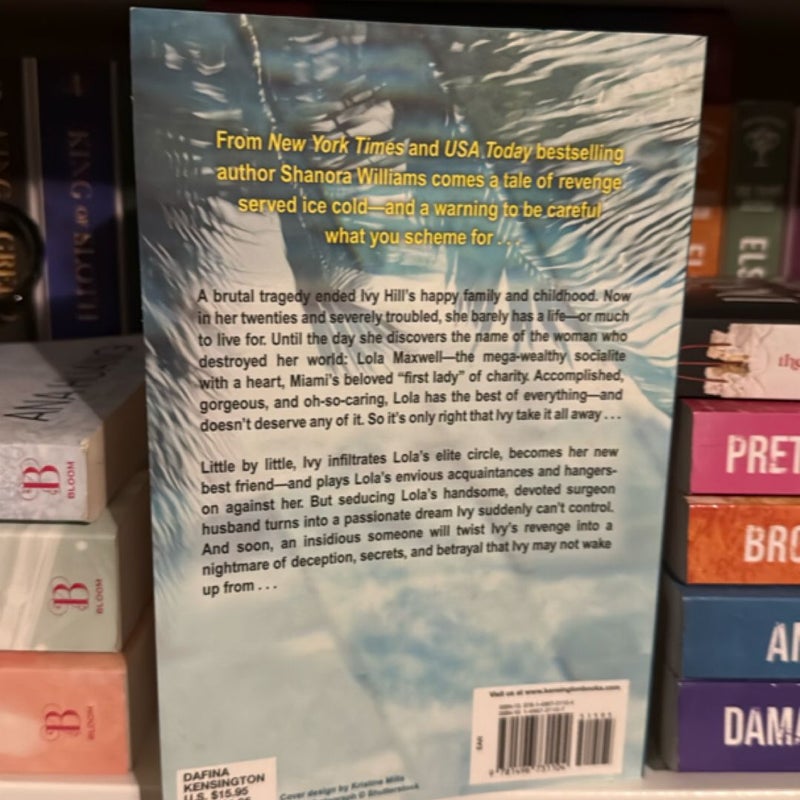 From New York Times and USA Today bestselling
author Shanora Williams comes a tale of revenge
served ice cold—and a warning to be careful
what you scheme for . . .
A brutal tragedy ended Ivy Hill's happy family and childhood. Now
in her twenties and severely troubled, she barely has a life—or much
to live for. Until the day she discovers the name of the woman who
destroyed her world: Lola Maxwell—the mega-wealthy socialite
with a heart, Miami's beloved "first lady" of charity. Accomplished,
gorgeous, and oh-so-caring, Lola has the best of everything—and
doesn't deserve any of it. So it's only right that Ivy take it all away . . .
Little by little, Ivy infiltrates Lola's elite circle, becomes her new
best friend—and plays Lola's envious acquaintances and hangers-
on against her. But seducing Lola's handsome, devoted surgeon
husband turns into a passionate dream Ivy suddenly can't control.
And soon, an insidious someone will twist Ivy's revenge into a
nightmare of deception, secrets, and betrayal that Ivy may not wake
up from . . .
Visit us at www.kensingtonbooks.com
DAFINA
KENSINGTON
U.S. $15.95
Cover design by Kristine Mills
© Shutterstock
KING OF SLOTH
B
BLOOM
B
BLOOM
B
BLOOM
ELS
the
PRET
BRO
AN
DAMA